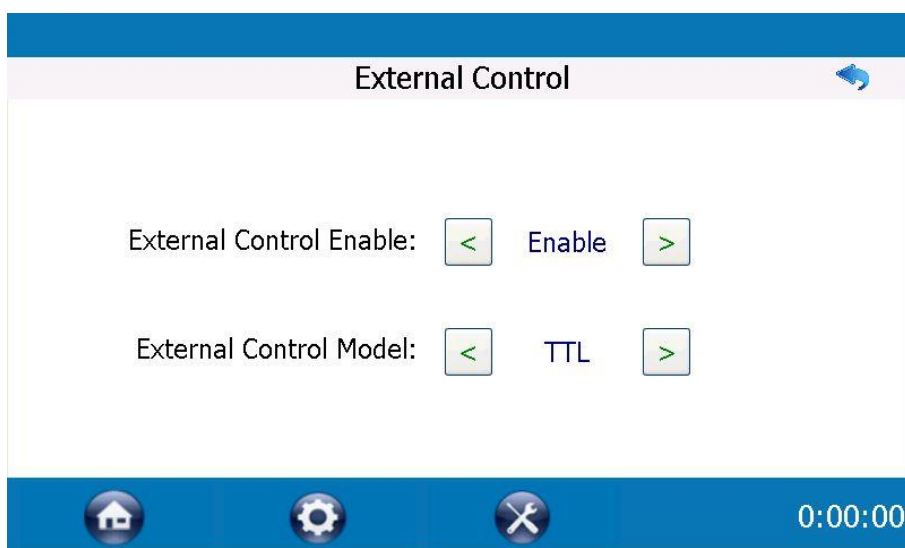 External Control
External Control Enable: < Enable >
External Control Model: < TTL >
0:00:00